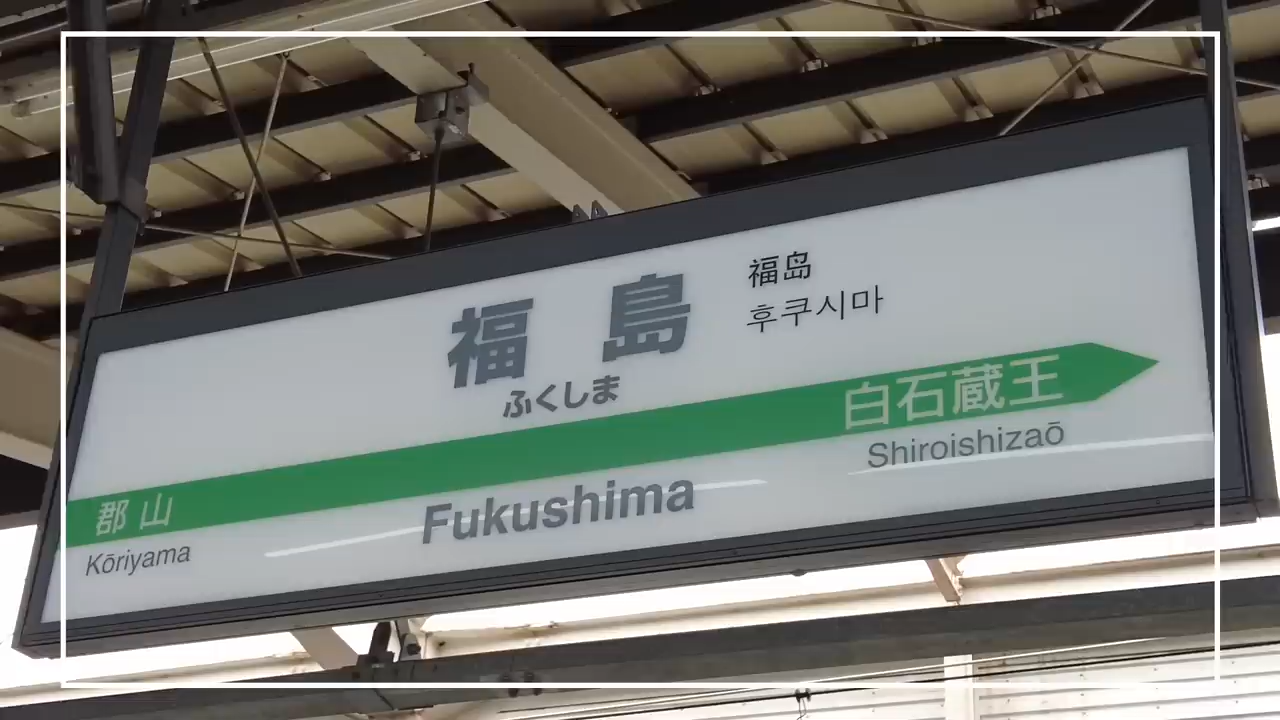 福島
福岛
후쿠시마
ふくしま
白石蔵王
Shiroishizaō
郡山
Kōriyama
Fukushima